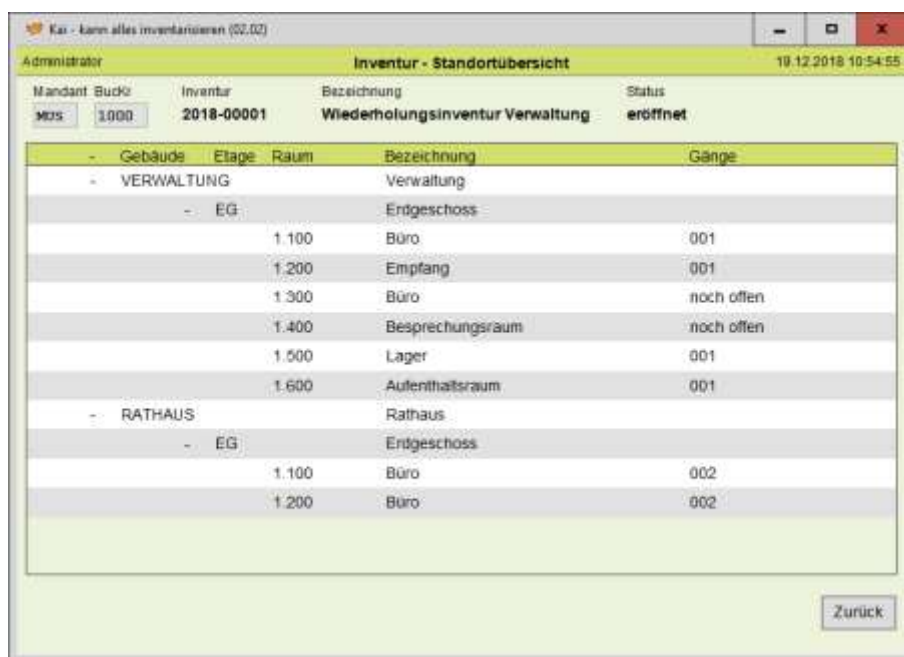 Kai - kann alles inventarisieren (02.02)
Administrator Inventur - Standortübersicht 19.12.2018 10:54:55
Mandant BucKr Inventur Bezeichnung Status
MUS 1000 2018-00001 Wiederholungsinventur Verwaltung eröffnet
- Gebäude Etage Raum Bezeichnung Gänge
- VERWALTUNG Verwaltung
- EG Erdgeschoss
1.100 Büro 001
1.200 Empfang 001
1.300 Büro noch offen
1.400 Besprechungsraum noch offen
1.500 Lager 001
1.600 Aufenthaltsraum 001
- RATHAUS Rathaus
- EG Erdgeschoss
1.100 Büro 002
1.200 Büro 002
Zurück